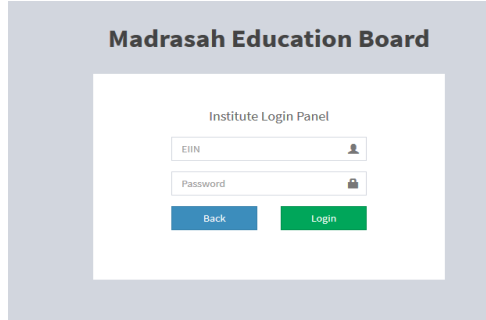 Madrasah Education Board
Institute Login Panel
EIIN
Password
Back Login